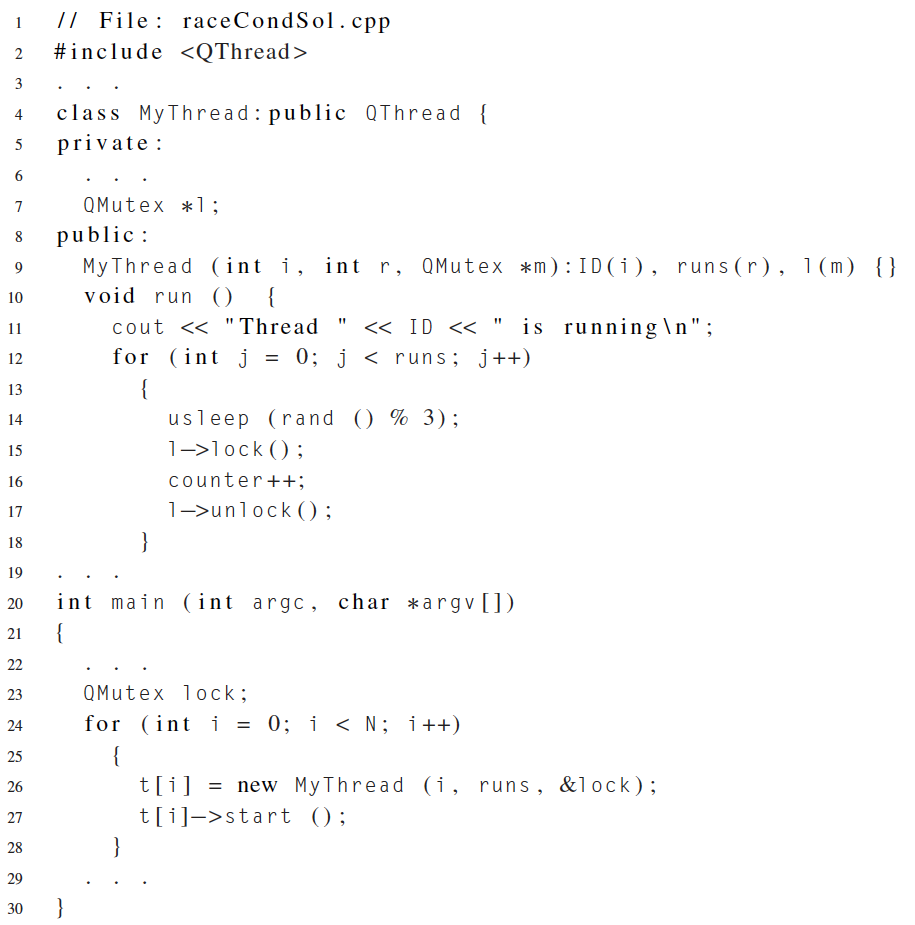 1 // File: raceCondSol.cpp
2 #include <QThread>
3 . . .
4 class MyThread:public QThread {
5 private:
6 . . .
7 QMutex *l;
8 public:
9 MyThread (int i, int r, QMutex *m):ID(i), runs(r), l(m) {}
10 void run () {
11 cout << "Thread " << ID << " is running\n";
12 for (int j = 0; j < runs; j++)
13 {
14 usleep (rand () % 3);
15 l->lock();
16 counter++;
17 l->unlock();
18 }
19 . . .
20 int main (int argc, char *argv[])
21 {
22 . . .
23 QMutex lock;
24 for (int i = 0; i < N; i++)
25 {
26 t[i] = new MyThread (i, runs, &lock);
27 t[i]->start ();
28 }
29 . . .
30 }